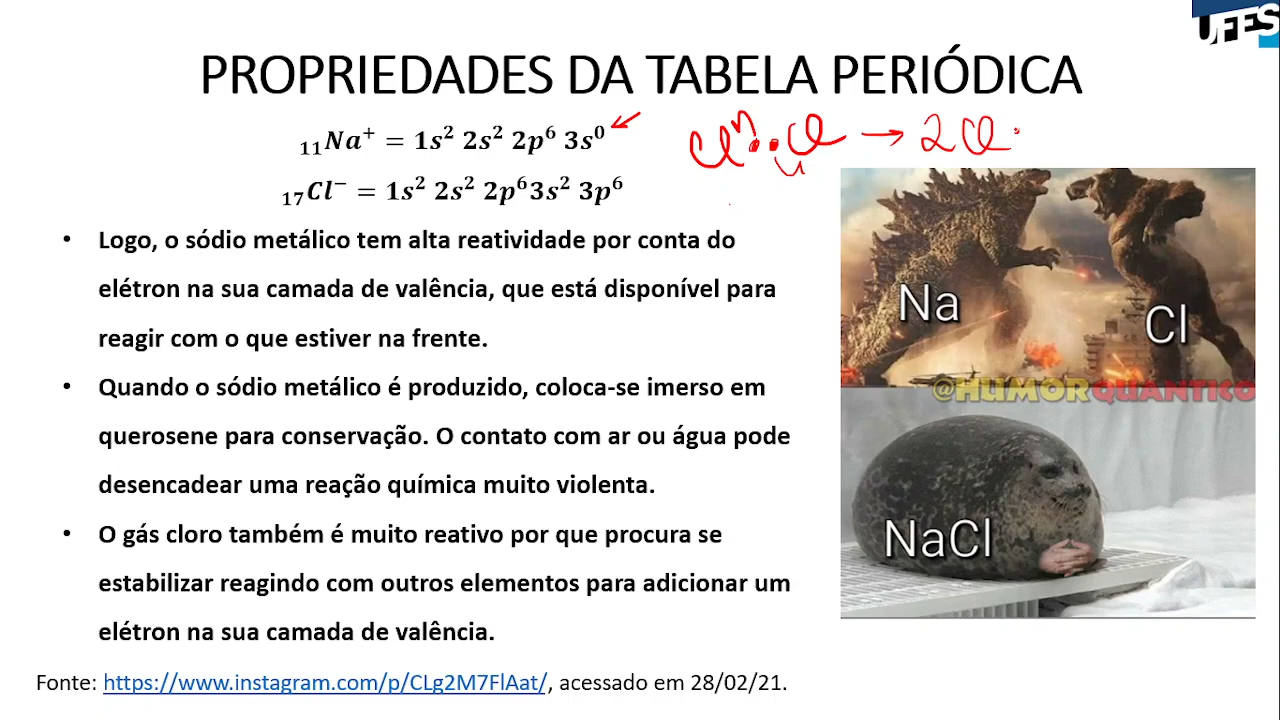 UFES
PROPRIEDADES DA TABELA PERIÓDICA
₁₁Na⁺ = 1s² 2s² 2p⁶ 3s⁰
Cl··Cl → 2Cl·
₁₇Cl⁻ = 1s² 2s² 2p⁶3s² 3p⁶
• Logo, o sódio metálico tem alta reatividade por conta do
elétron na sua camada de valência, que está disponível para
reagir com o que estiver na frente.
• Quando o sódio metálico é produzido, coloca-se imerso em
querosene para conservação. O contato com ar ou água pode
desencadear uma reação química muito violenta.
• O gás cloro também é muito reativo por que procura se
estabilizar reagindo com outros elementos para adicionar um
elétron na sua camada de valência.
Na
Cl
@HUMORQUANTICO
NaCl
Fonte: https://www.instagram.com/p/CLg2M7FlAat/, acessado em 28/02/21.